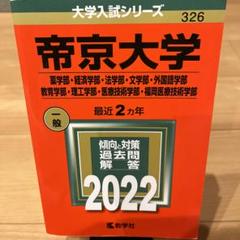 大学入試シリーズ
326
帝京大学
薬学部・経済学部・法学部・文学部・外国語学部
教育学部・理工学部・医療技術学部・福岡医療技術学部
一般
最近2カ年
傾向と対策
過去問
解答
2022
教学社